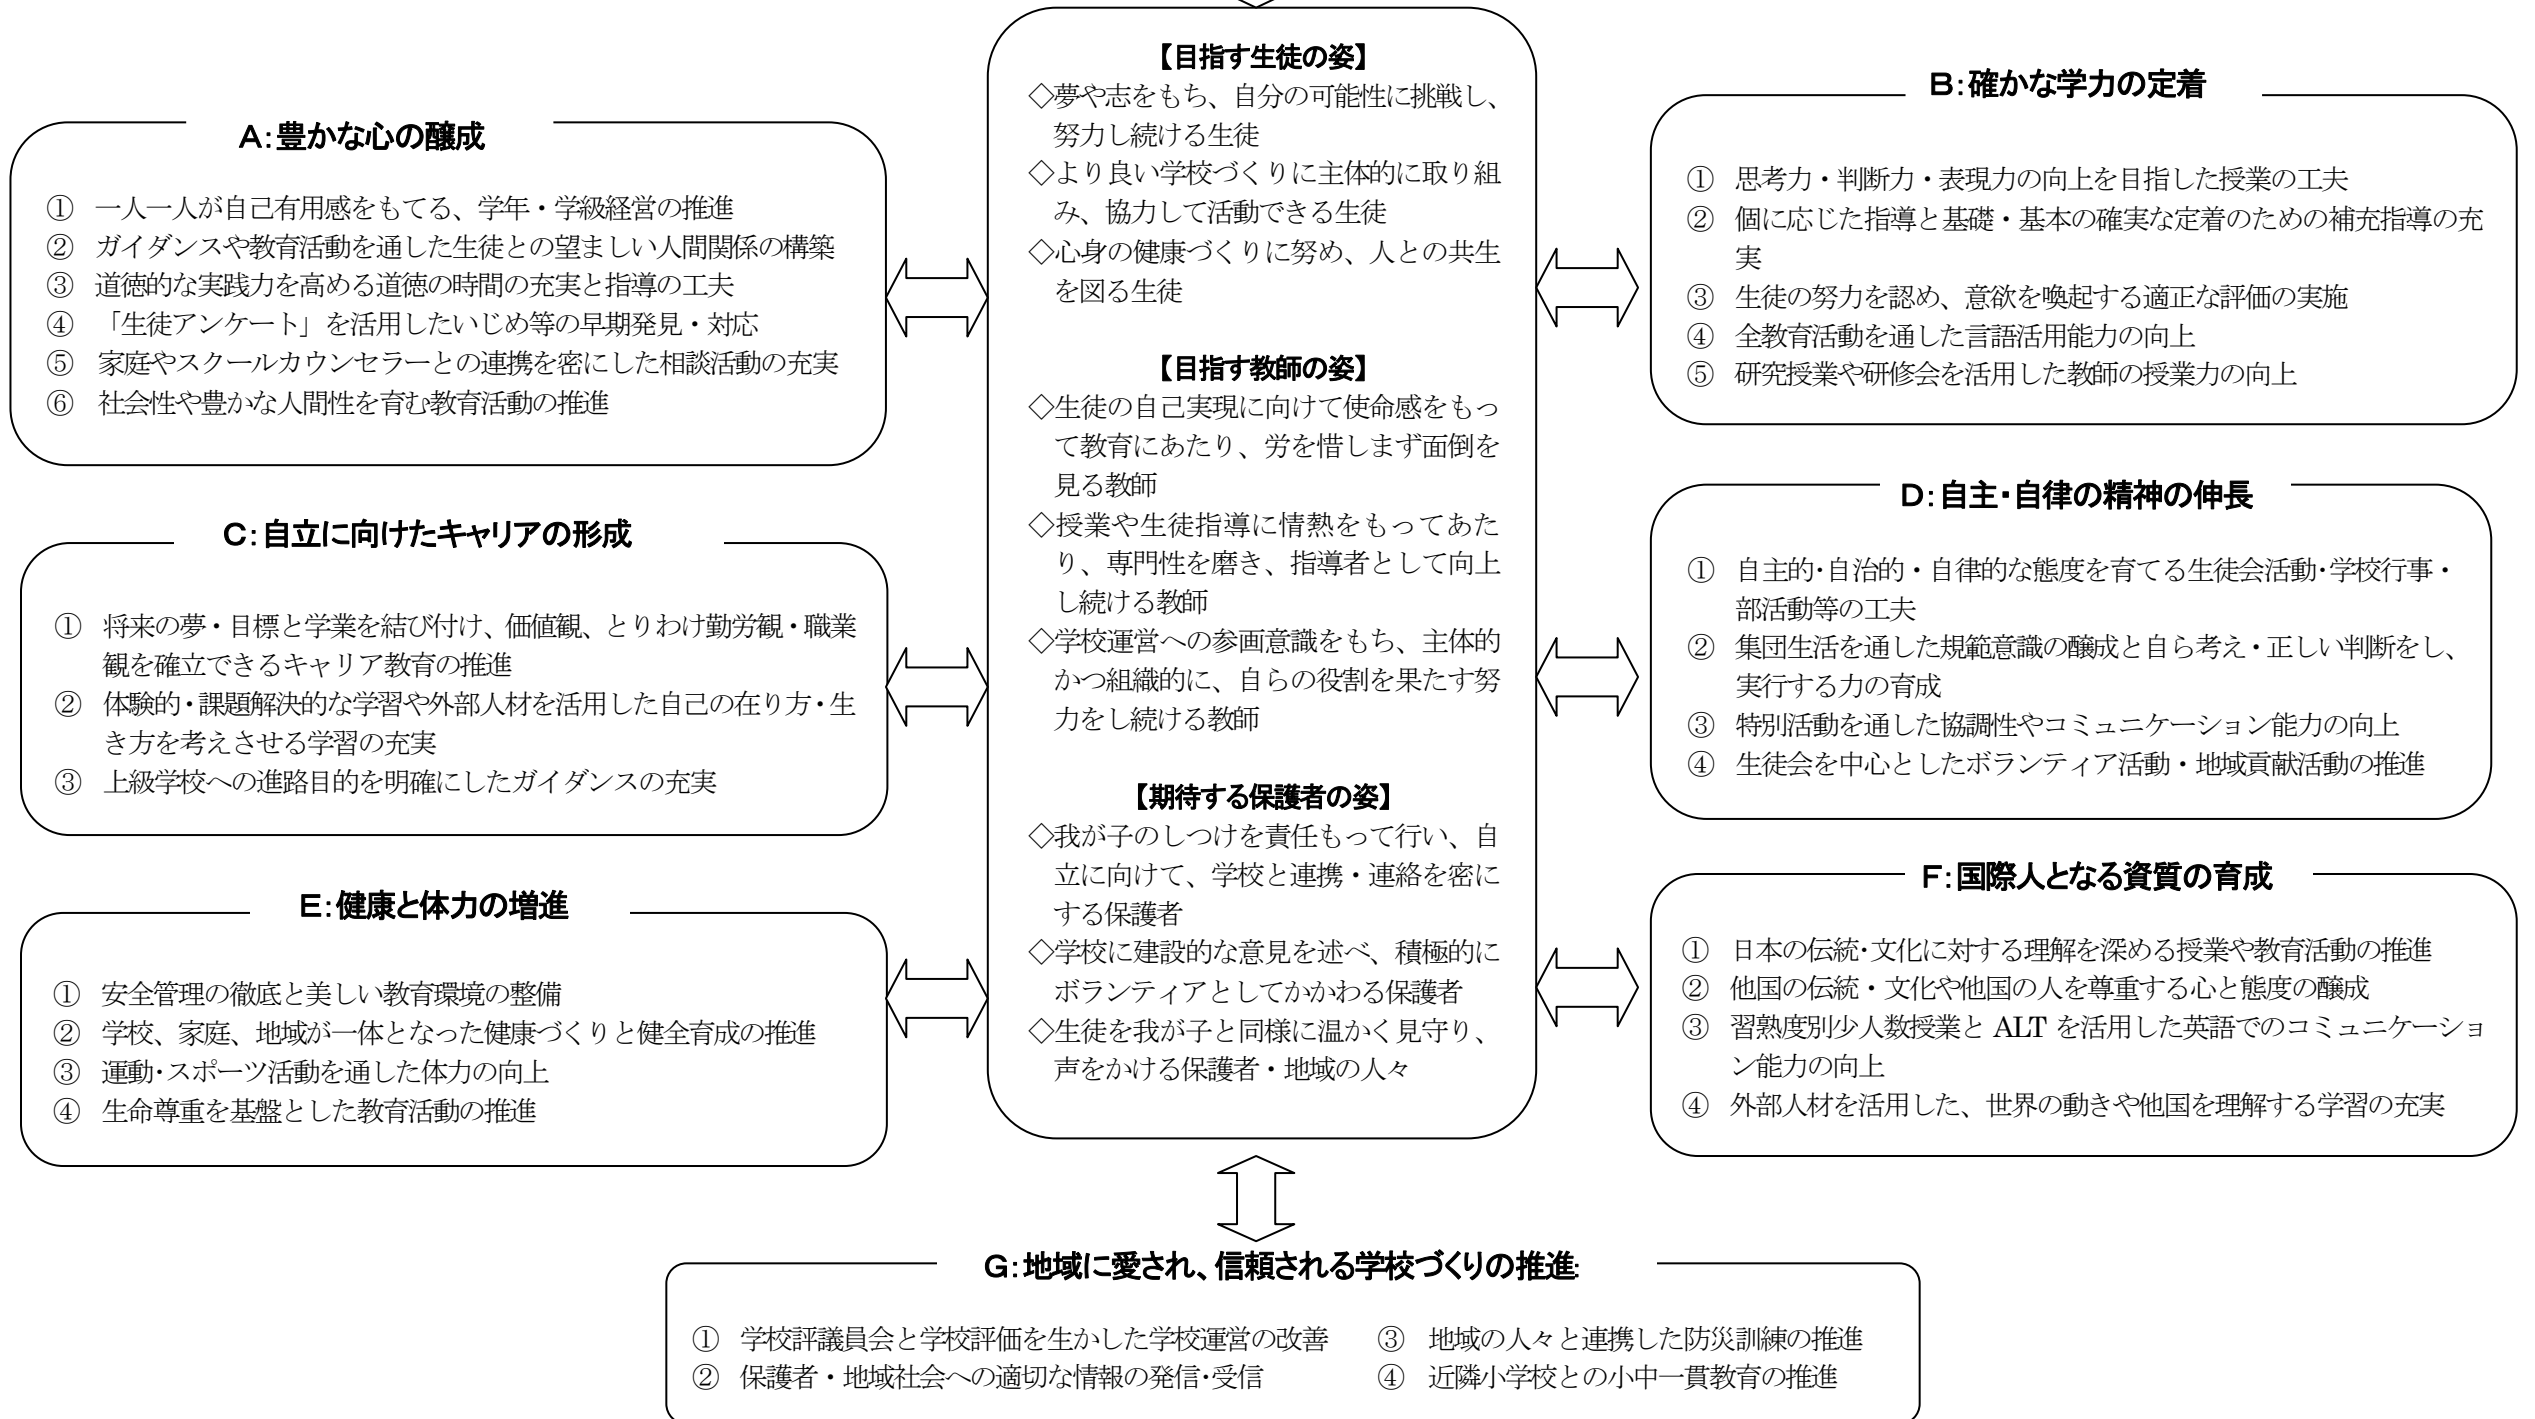 【目指す生徒の姿】
◇夢や志をもち、自分の可能性に挑戦し、
努力し続ける生徒
◇より良い学校づくりに主体的に取り組
み、協力して活動できる生徒
◇心身の健康づくりに努め、人との共生
を図る生徒
【目指す教師の姿】
◇生徒の自己実現に向けて使命感をもっ
て教育にあたり、労を惜しまず面倒を
見る教師
◇授業や生徒指導に情熱をもってあた
り、専門性を磨き、指導者として向上
し続ける教師
◇学校運営への参画意識をもち、主体的
かつ組織的に、自らの役割を果たす努
力をし続ける教師
【期待する保護者の姿】
◇我が子のしつけを責任もって行い、自
立に向けて、学校と連携・連絡を密に
する保護者
◇学校に建設的な意見を述べ、積極的に
ボランティアとしてかかわる保護者
◇生徒を我が子と同様に温かく見守り、
声をかける保護者・地域の人々
A：豊かな心の醸成
① 一人一人が自己有用感をもてる、学年・学級経営の推進
② ガイダンスや教育活動を通した生徒との望ましい人間関係の構築
③ 道徳的な実践力を高める道徳の時間の充実と指導の工夫
④ 「生徒アンケート」を活用したいじめ等の早期発見・対応
⑤ 家庭やスクールカウンセラーとの連携を密にした相談活動の充実
⑥ 社会性や豊かな人間性を育む教育活動の推進
B：確かな学力の定着
① 思考力・判断力・表現力の向上を目指した授業の工夫
② 個に応じた指導と基礎・基本の確実な定着のための補充指導の充
実
③ 生徒の努力を認め、意欲を喚起する適正な評価の実施
④ 全教育活動を通した言語活用能力の向上
⑤ 研究授業や研修会を活用した教師の授業力の向上
C：自立に向けたキャリアの形成
① 将来の夢・目標と学業を結び付け、価値観、とりわけ勤労観・職業
観を確立できるキャリア教育の推進
② 体験的・課題解決的な学習や外部人材を活用した自己の在り方・生
き方を考えさせる学習の充実
③ 上級学校への進路目的を明確にしたガイダンスの充実
D：自主・自律の精神の伸長
① 自主的・自治的・自律的な態度を育てる生徒会活動・学校行事・
部活動等の工夫
② 集団生活を通した規範意識の醸成と自ら考え・正しい判断をし、
実行する力の育成
③ 特別活動を通した協調性やコミュニケーション能力の向上
④ 生徒会を中心としたボランティア活動・地域貢献活動の推進
E：健康と体力の増進
① 安全管理の徹底と美しい教育環境の整備
② 学校、家庭、地域が一体となった健康づくりと健全育成の推進
③ 運動・スポーツ活動を通した体力の向上
④ 生命尊重を基盤とした教育活動の推進
F：国際人となる資質の育成
① 日本の伝統・文化に対する理解を深める授業や教育活動の推進
② 他国の伝統・文化や他国の人を尊重する心と態度の醸成
③ 習熟度別少人数授業と ALT を活用した英語でのコミュニケーショ
ン能力の向上
④ 外部人材を活用した、世界の動きや他国を理解する学習の充実
G：地域に愛され、信頼される学校づくりの推進:
① 学校評議員会と学校評価を生かした学校運営の改善
② 保護者・地域社会への適切な情報の発信・受信
③ 地域の人々と連携した防災訓練の推進
④ 近隣小学校との小中一貫教育の推進